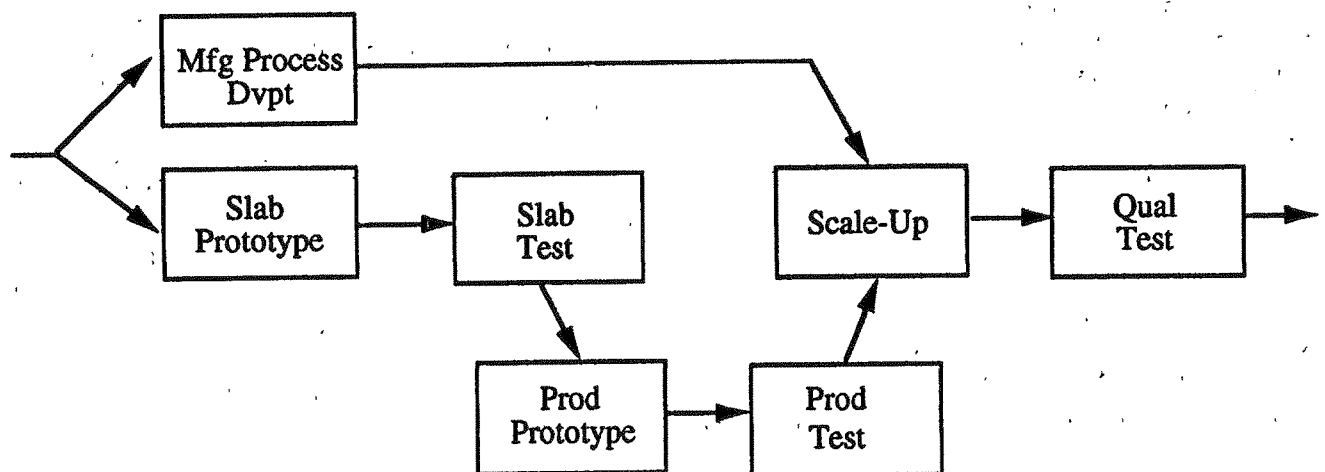 Mfg Process
Dvpt
Slab
Prototype
Slab
Test
Scale-Up
Qual
Test
Prod
Prototype
Prod
Test